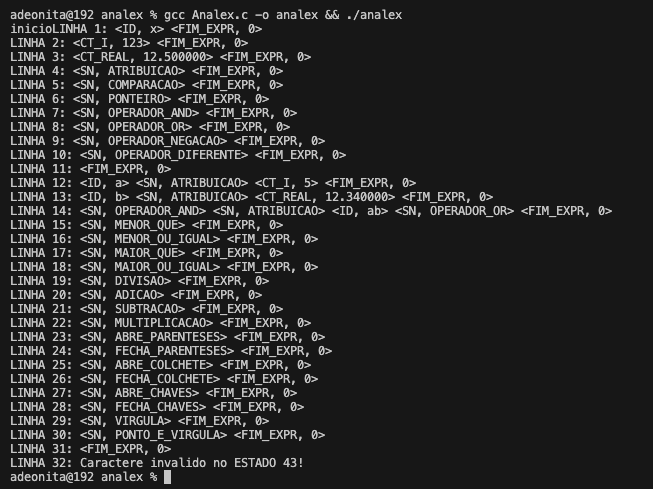 adeonita@192 analex % gcc Analex.c -o analex && ./analex
inicioLINHA 1: <ID, x> <FIM_EXPR, 0>
LINHA 2: <CT_I, 123> <FIM_EXPR, 0>
LINHA 3: <CT_REAL, 12.500000> <FIM_EXPR, 0>
LINHA 4: <SN, ATRIBUICAO> <FIM_EXPR, 0>
LINHA 5: <SN, COMPARACAO> <FIM_EXPR, 0>
LINHA 6: <SN, PONTEIRO> <FIM_EXPR, 0>
LINHA 7: <SN, OPERADOR_AND> <FIM_EXPR, 0>
LINHA 8: <SN, OPERADOR_OR> <FIM_EXPR, 0>
LINHA 9: <SN, OPERADOR_NEGACAO> <FIM_EXPR, 0>
LINHA 10: <SN, OPERADOR_DIFERENTE> <FIM_EXPR, 0>
LINHA 11: <FIM_EXPR, 0>
LINHA 12: <ID, a> <SN, ATRIBUICAO> <CT_I, 5> <FIM_EXPR, 0>
LINHA 13: <ID, b> <SN, ATRIBUICAO> <CT_REAL, 12.340000> <FIM_EXPR, 0>
LINHA 14: <SN, OPERADOR_AND> <SN, ATRIBUICAO> <ID, ab> <SN, OPERADOR_OR> <FIM_EXPR, 0>
LINHA 15: <SN, MENOR_QUE> <FIM_EXPR, 0>
LINHA 16: <SN, MENOR_OU_IGUAL> <FIM_EXPR, 0>
LINHA 17: <SN, MAIOR_QUE> <FIM_EXPR, 0>
LINHA 18: <SN, MAIOR_OU_IGUAL> <FIM_EXPR, 0>
LINHA 19: <SN, DIVISAO> <FIM_EXPR, 0>
LINHA 20: <SN, ADICAO> <FIM_EXPR, 0>
LINHA 21: <SN, SUBTRACAO> <FIM_EXPR, 0>
LINHA 22: <SN, MULTIPLICACAO> <FIM_EXPR, 0>
LINHA 23: <SN, ABRE_PARENTESES> <FIM_EXPR, 0>
LINHA 24: <SN, FECHA_PARENTESES> <FIM_EXPR, 0>
LINHA 25: <SN, ABRE_COLCHETE> <FIM_EXPR, 0>
LINHA 26: <SN, FECHA_COLCHETE> <FIM_EXPR, 0>
LINHA 27: <SN, ABRE_CHAVES> <FIM_EXPR, 0>
LINHA 28: <SN, FECHA_CHAVES> <FIM_EXPR, 0>
LINHA 29: <SN, VIRGULA> <FIM_EXPR, 0>
LINHA 30: <SN, PONTO_E_VIRGULA> <FIM_EXPR, 0>
LINHA 31: <FIM_EXPR, 0>
LINHA 32: Caractere invalido no ESTADO 43!
adeonita@192 analex %